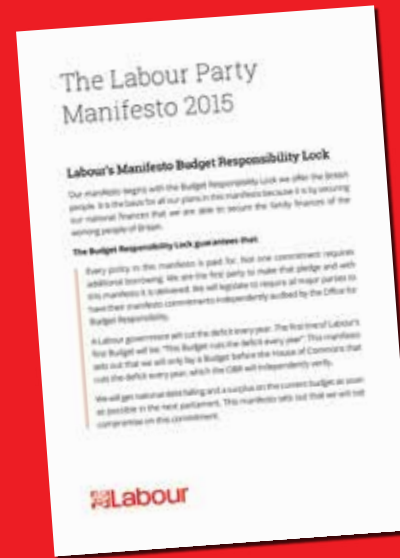 The Labour Party
Manifesto 2015
Labour's Manifesto Budget Responsibility Lock
Our manifesto begins with the Budget Responsibility Lock we offer the British
people. It is the basis for all our plans in this manifesto because it is by securing
our national finances that we are able to secure the family finances of the
working people of Britain.
The Budget Responsibility Lock guarantees that:
Every policy in this manifesto is paid for. Not one commitment requires
additional borrowing. We are the first party to make that pledge and with
this manifesto it is delivered. We will legislate to require all major parties to
have their manifesto commitments independently audited by the Office for
Budget Responsibility.
A Labour government will cut the deficit every year. The first line of Labour's
first Budget will be: "This Budget cuts the deficit every year". This manifesto
sets out that we will only lay a Budget before the House of Commons that
cuts the deficit every year, which the OBR will independently verify.
We will get national debt falling and a surplus on the current budget as soon
as possible in the next parliament. This manifesto sets out that we will not
compromise on this commitment.
Labour